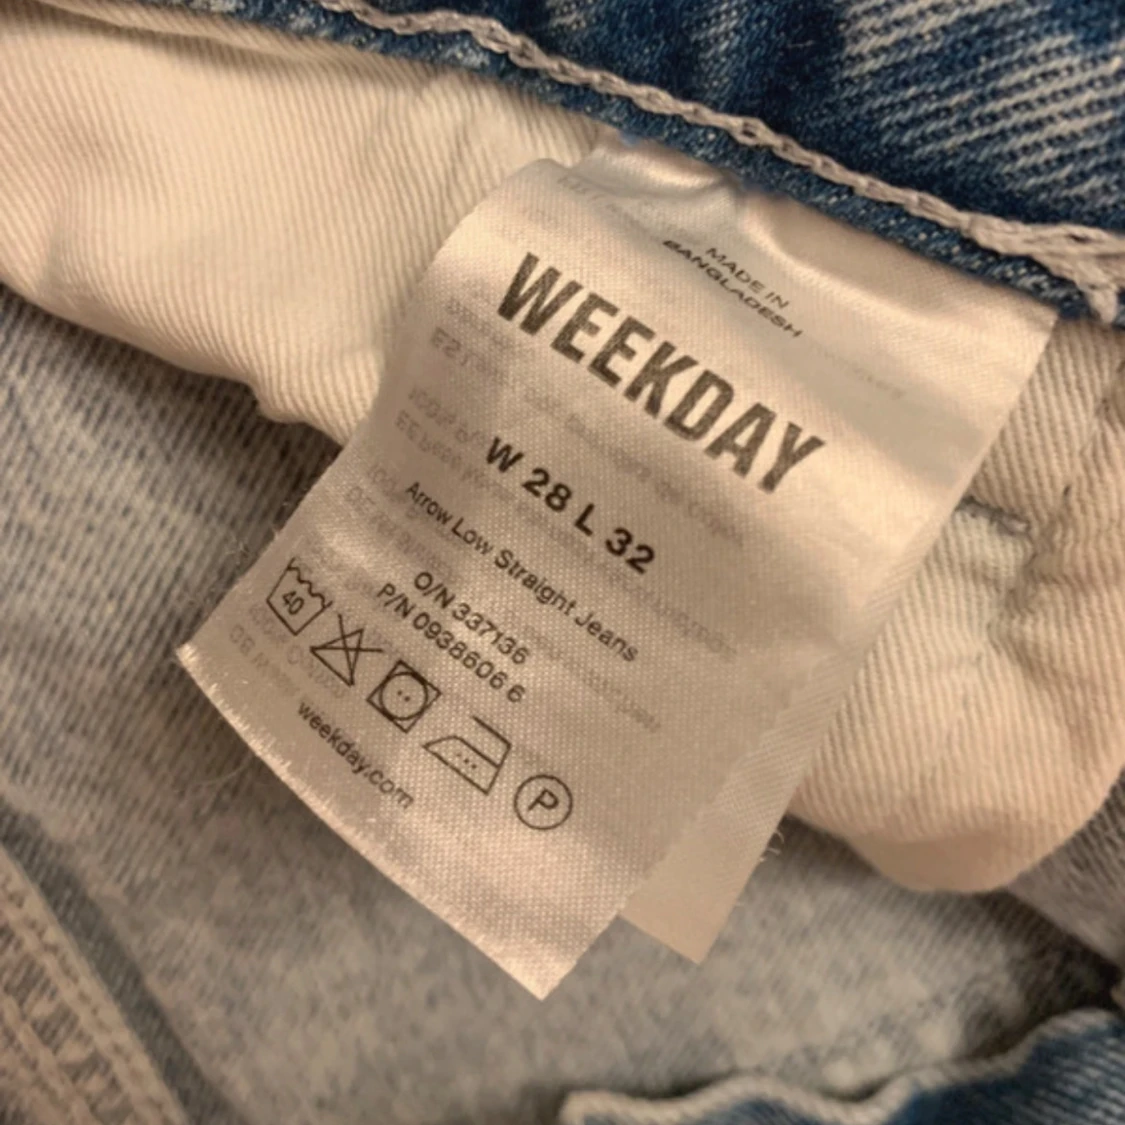 MADE IN
BANGLADESH
WEEKDAY
W 28 L 32
Arrow Low Straight Jeans
O/N 337136
P/N 0938606 6
40
P
weekday.com